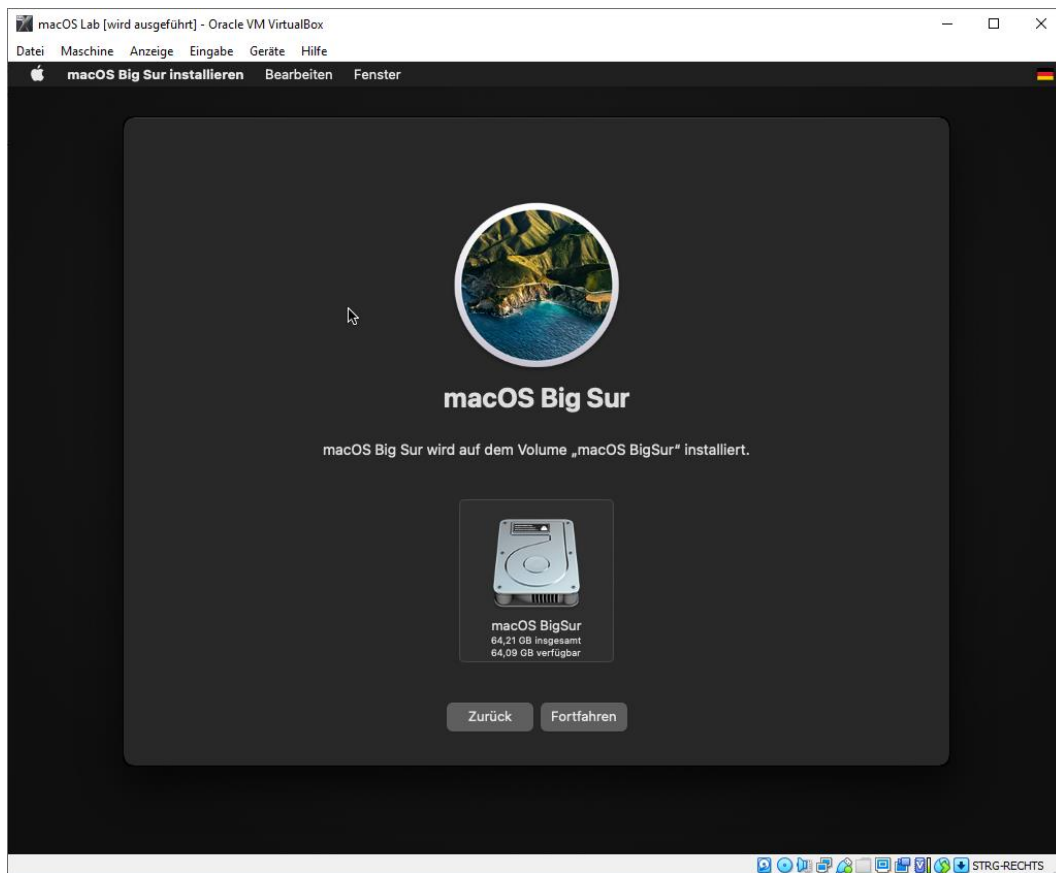 macOS Lab [wird ausgeführt] - Oracle VM VirtualBox
Datei Maschine Anzeige Eingabe Geräte Hilfe
macOS Big Sur installieren Bearbeiten Fenster
macOS Big Sur
macOS Big Sur wird auf dem Volume „macOS BigSur“ installiert.
macOS BigSur
64,21 GB insgesamt
64,09 GB verfügbar
Zurück Fortfahren
STRG-RECHTS